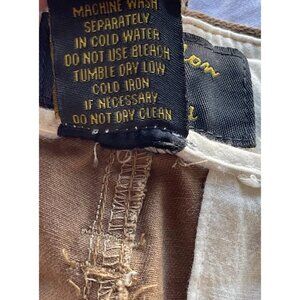 MACHINE WASH
SEPARATELY
IN COLD WATER
DO NOT USE BLEACH
TUMBLE DRY LOW
COLD IRON
IF NECESSARY
DO NOT DRY CLEAN